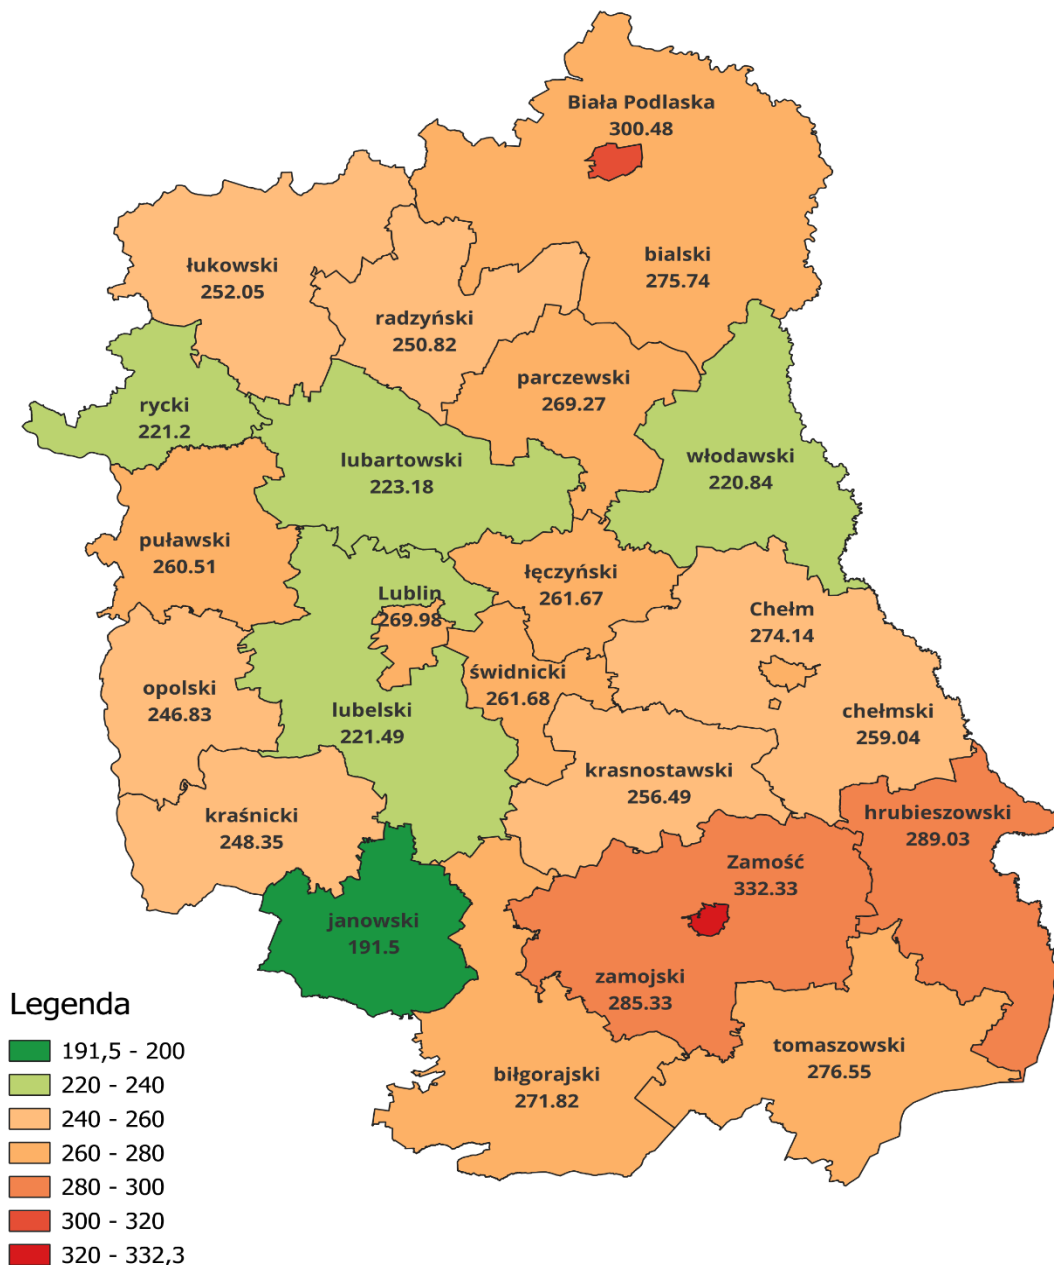 Biała Podlaska
300.48
bialski
275.74
łukowski
252.05
radzyński
250.82
parczewski
269.27
rycki
221.2
lubartowski
223.18
włodawski
220.84
puławski
260.51
łęczyński
261.67
Lublin
269.98
Chełm
274.14
świdnicki
261.68
opolski
246.83
lubelski
221.49
chełmski
259.04
krasnostawski
256.49
kraśnicki
248.35
hrubieszowski
289.03
Zamość
332.33
janowski
191.5
zamojski
285.33
tomaszowski
276.55
biłgorajski
271.82
Legenda
191,5 - 200
220 - 240
240 - 260
260 - 280
280 - 300
300 - 320
320 - 332,3